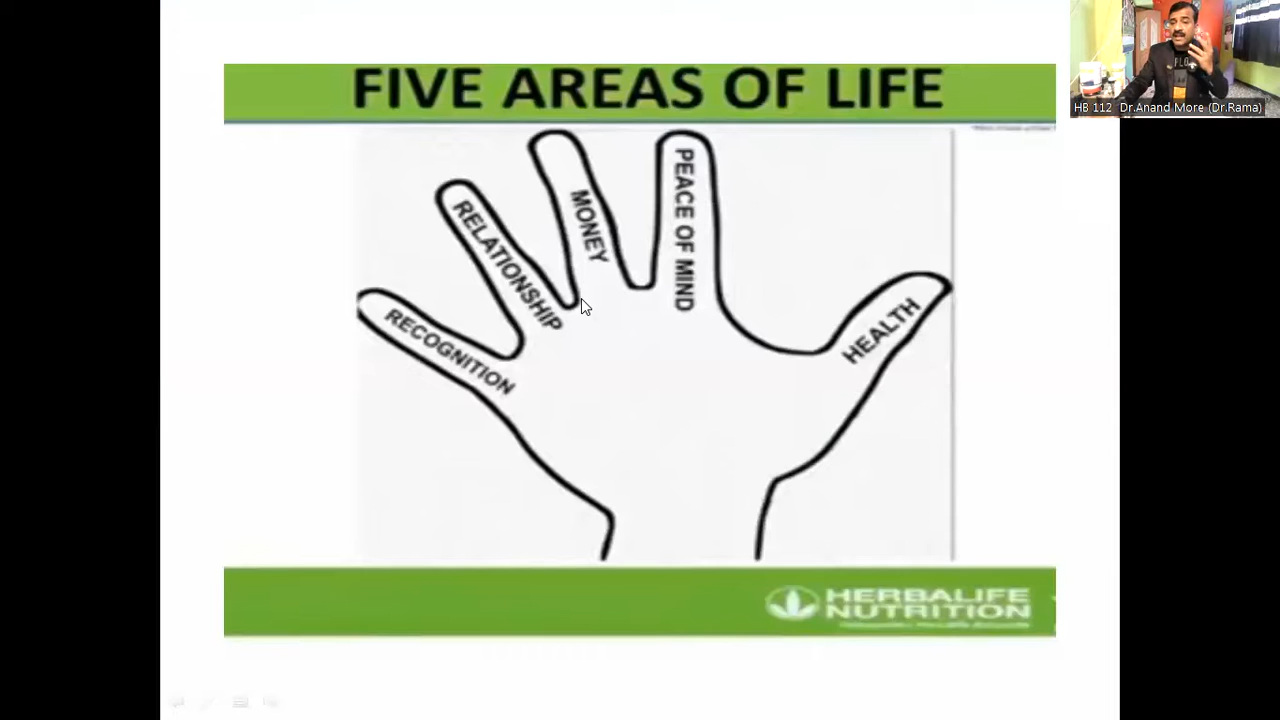 FIVE AREAS OF LIFE
HB 112 Dr.Anand More (Dr.Rama)
PEACE OF MIND
MONEY
RELATIONSHIP
RECOGNITION
HEALTH
HERBALIFE
NUTRITION